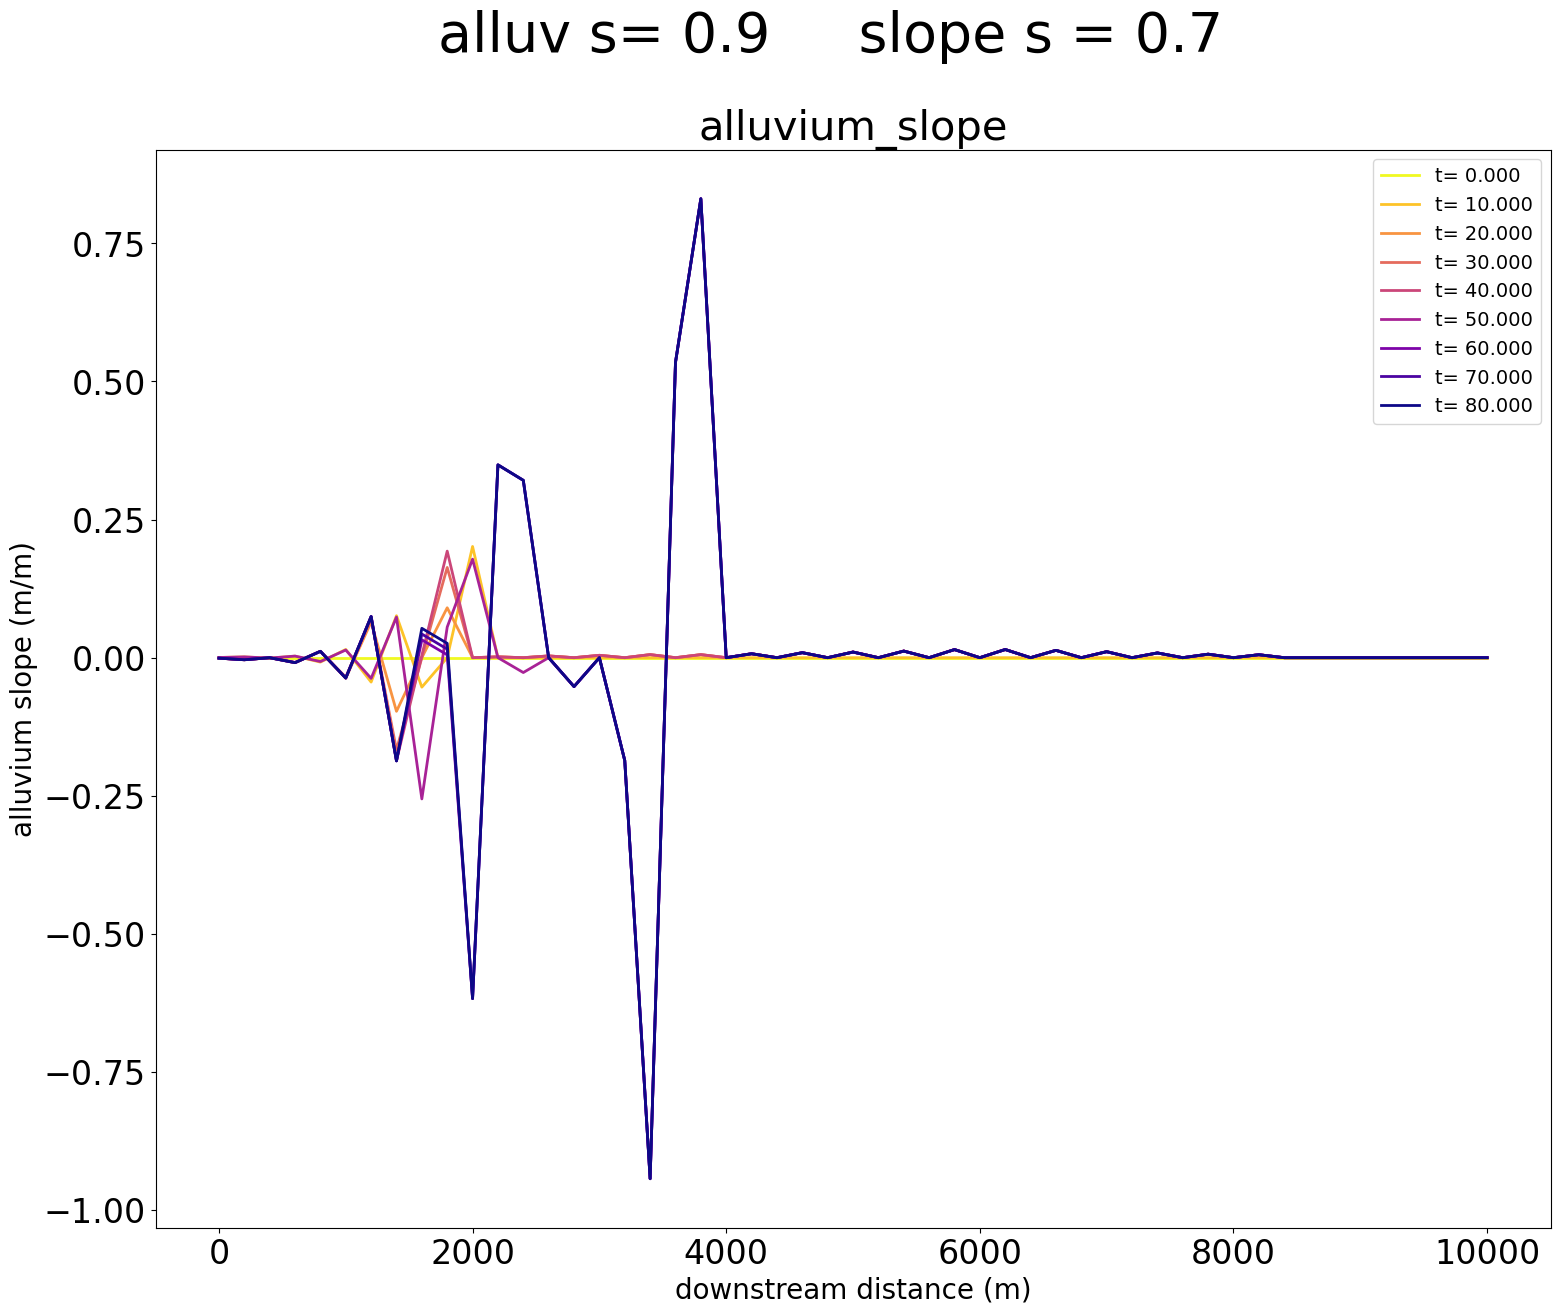 alluv s= 0.9 slope s = 0.7
alluvium_slope
t= 0.000
t= 10.000
t= 20.000
t= 30.000
t= 40.000
t= 50.000
t= 60.000
t= 70.000
t= 80.000
alluvium slope (m/m)
0.75
0.50
0.25
0.00
−0.25
−0.50
−0.75
−1.00
0 2000 4000 6000 8000 10000
downstream distance (m)